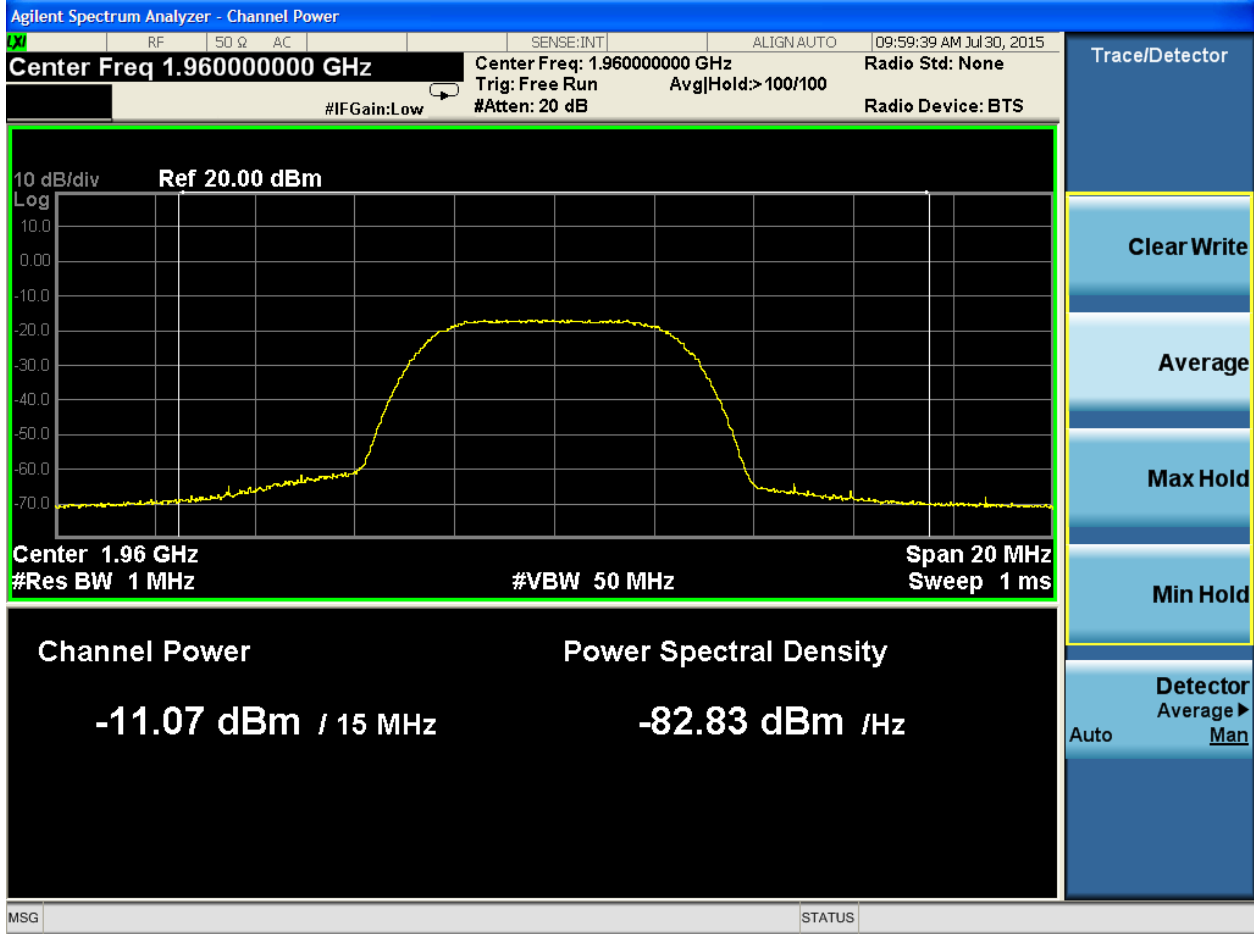 Agilent Spectrum Analyzer - Channel Power
LXI RF 50 Ω AC SENSE:INT ALIGN AUTO 09:59:39 AM Jul 30, 2015
Center Freq 1.960000000 GHz
#IFGain:Low
Center Freq: 1.960000000 GHz
Trig: Free Run Avg|Hold:>100/100
#Atten: 20 dB
Radio Std: None
Radio Device: BTS
10 dB/div Ref 20.00 dBm
Log
10.0
0.00
-10.0
-20.0
-30.0
-40.0
-50.0
-60.0
-70.0
Center 1.96 GHz Span 20 MHz
#Res BW 1 MHz #VBW 50 MHz Sweep 1 ms
Channel Power Power Spectral Density
-11.07 dBm / 15 MHz -82.83 dBm /Hz
Trace/Detector
Clear Write
Average
Max Hold
Min Hold
Detector
Average▶
Auto Man
MSG STATUS